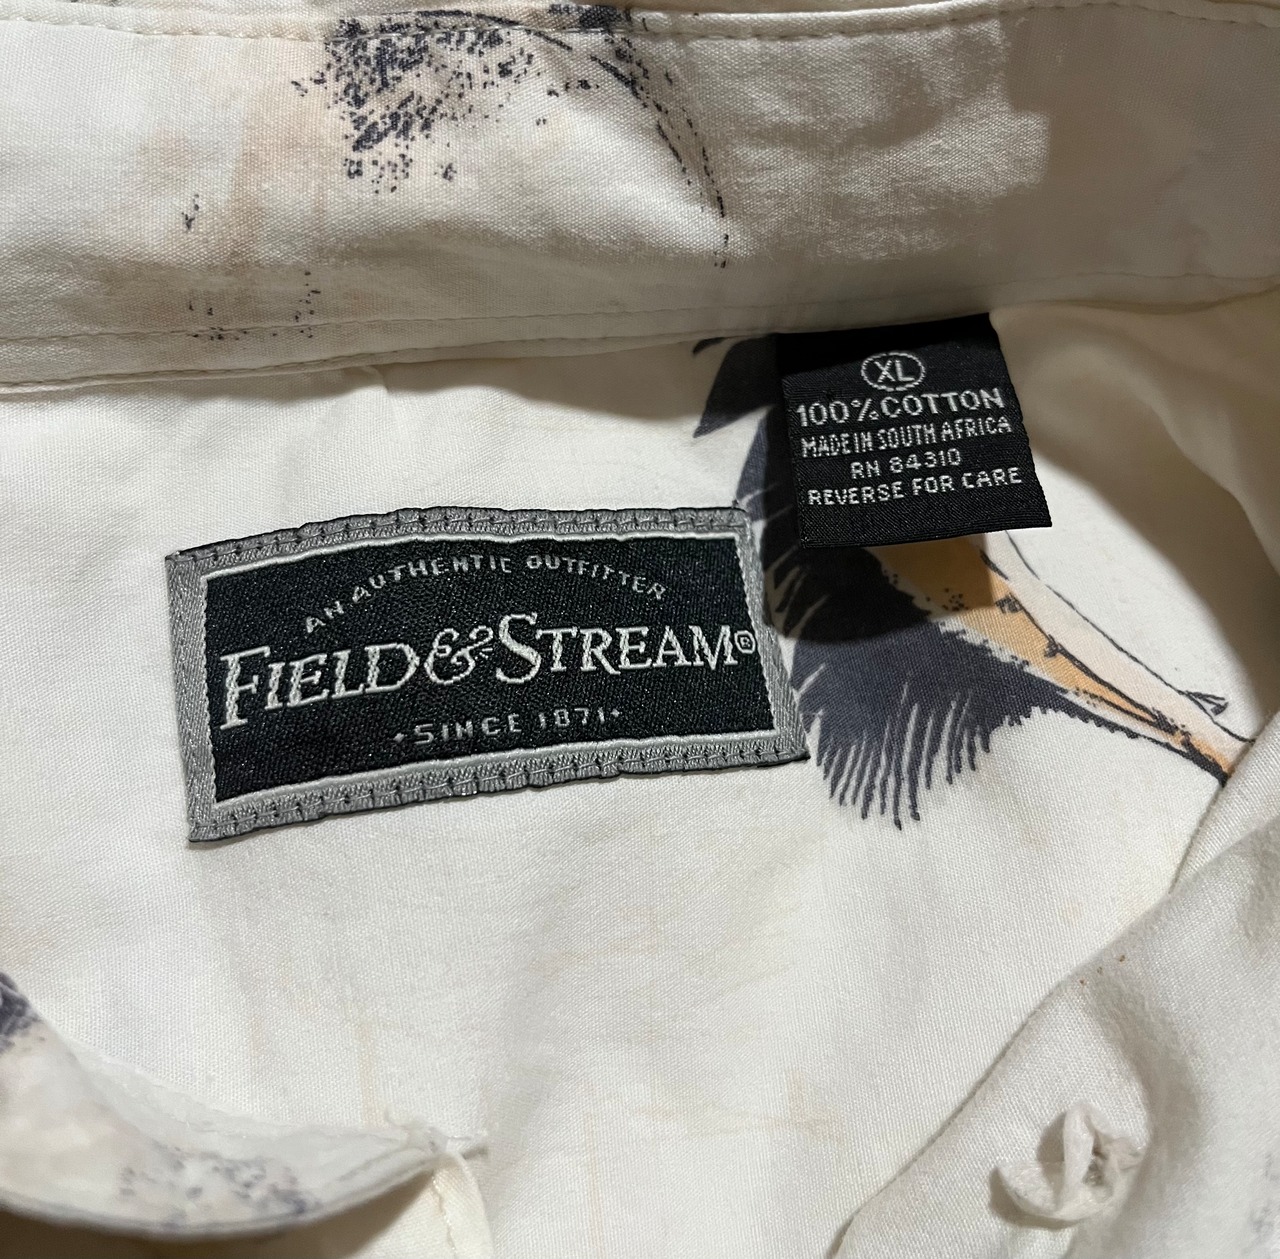 XL
100% COTTON
MADE IN SOUTH AFRICA
RN 84310
REVERSE FOR CARE
AN AUTHENTIC OUTFITTER
FIELD & STREAM®
• SINCE 1871 •